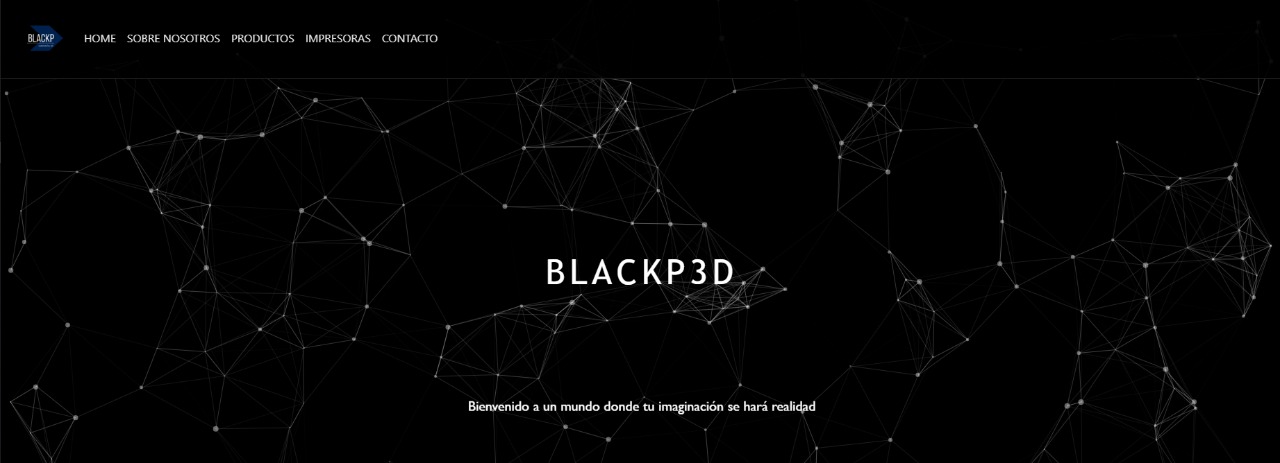 BLACKP
HOME SOBRE NOSOTROS PRODUCTOS IMPRESORAS CONTACTO
BLACKP3D
Bienvenido a un mundo donde tu imaginación se hará realidad